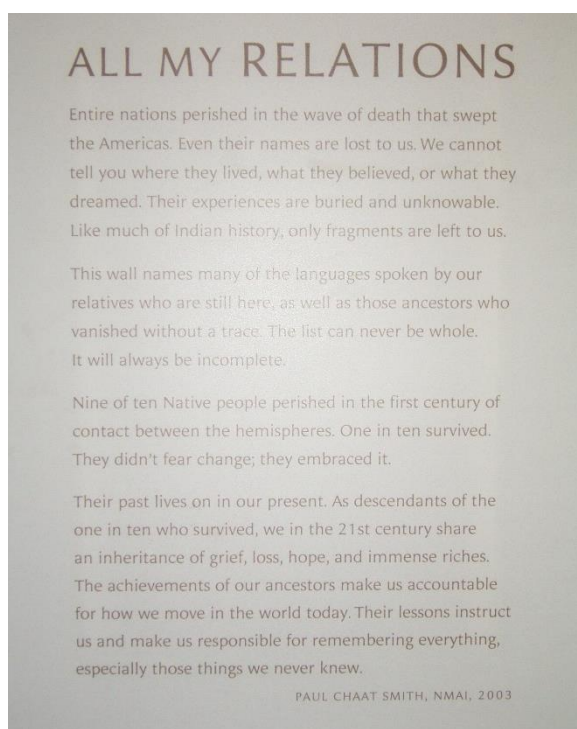 ALL MY RELATIONS
Entire nations perished in the wave of death that swept
the Americas. Even their names are lost to us. We cannot
tell you where they lived, what they believed, or what they
dreamed. Their experiences are buried and unknowable.
Like much of Indian history, only fragments are left to us.
This wall names many of the languages spoken by our
relatives who are still here, as well as those ancestors who
vanished without a trace. The list can never be whole.
It will always be incomplete.
Nine of ten Native people perished in the first century of
contact between the hemispheres. One in ten survived.
They didn't fear change; they embraced it.
Their past lives on in our present. As descendants of the
one in ten who survived, we in the 21st century share
an inheritance of grief, loss, hope, and immense riches.
The achievements of our ancestors make us accountable
for how we move in the world today. Their lessons instruct
us and make us responsible for remembering everything,
especially those things we never knew.
PAUL CHAAT SMITH, NMAI, 2003